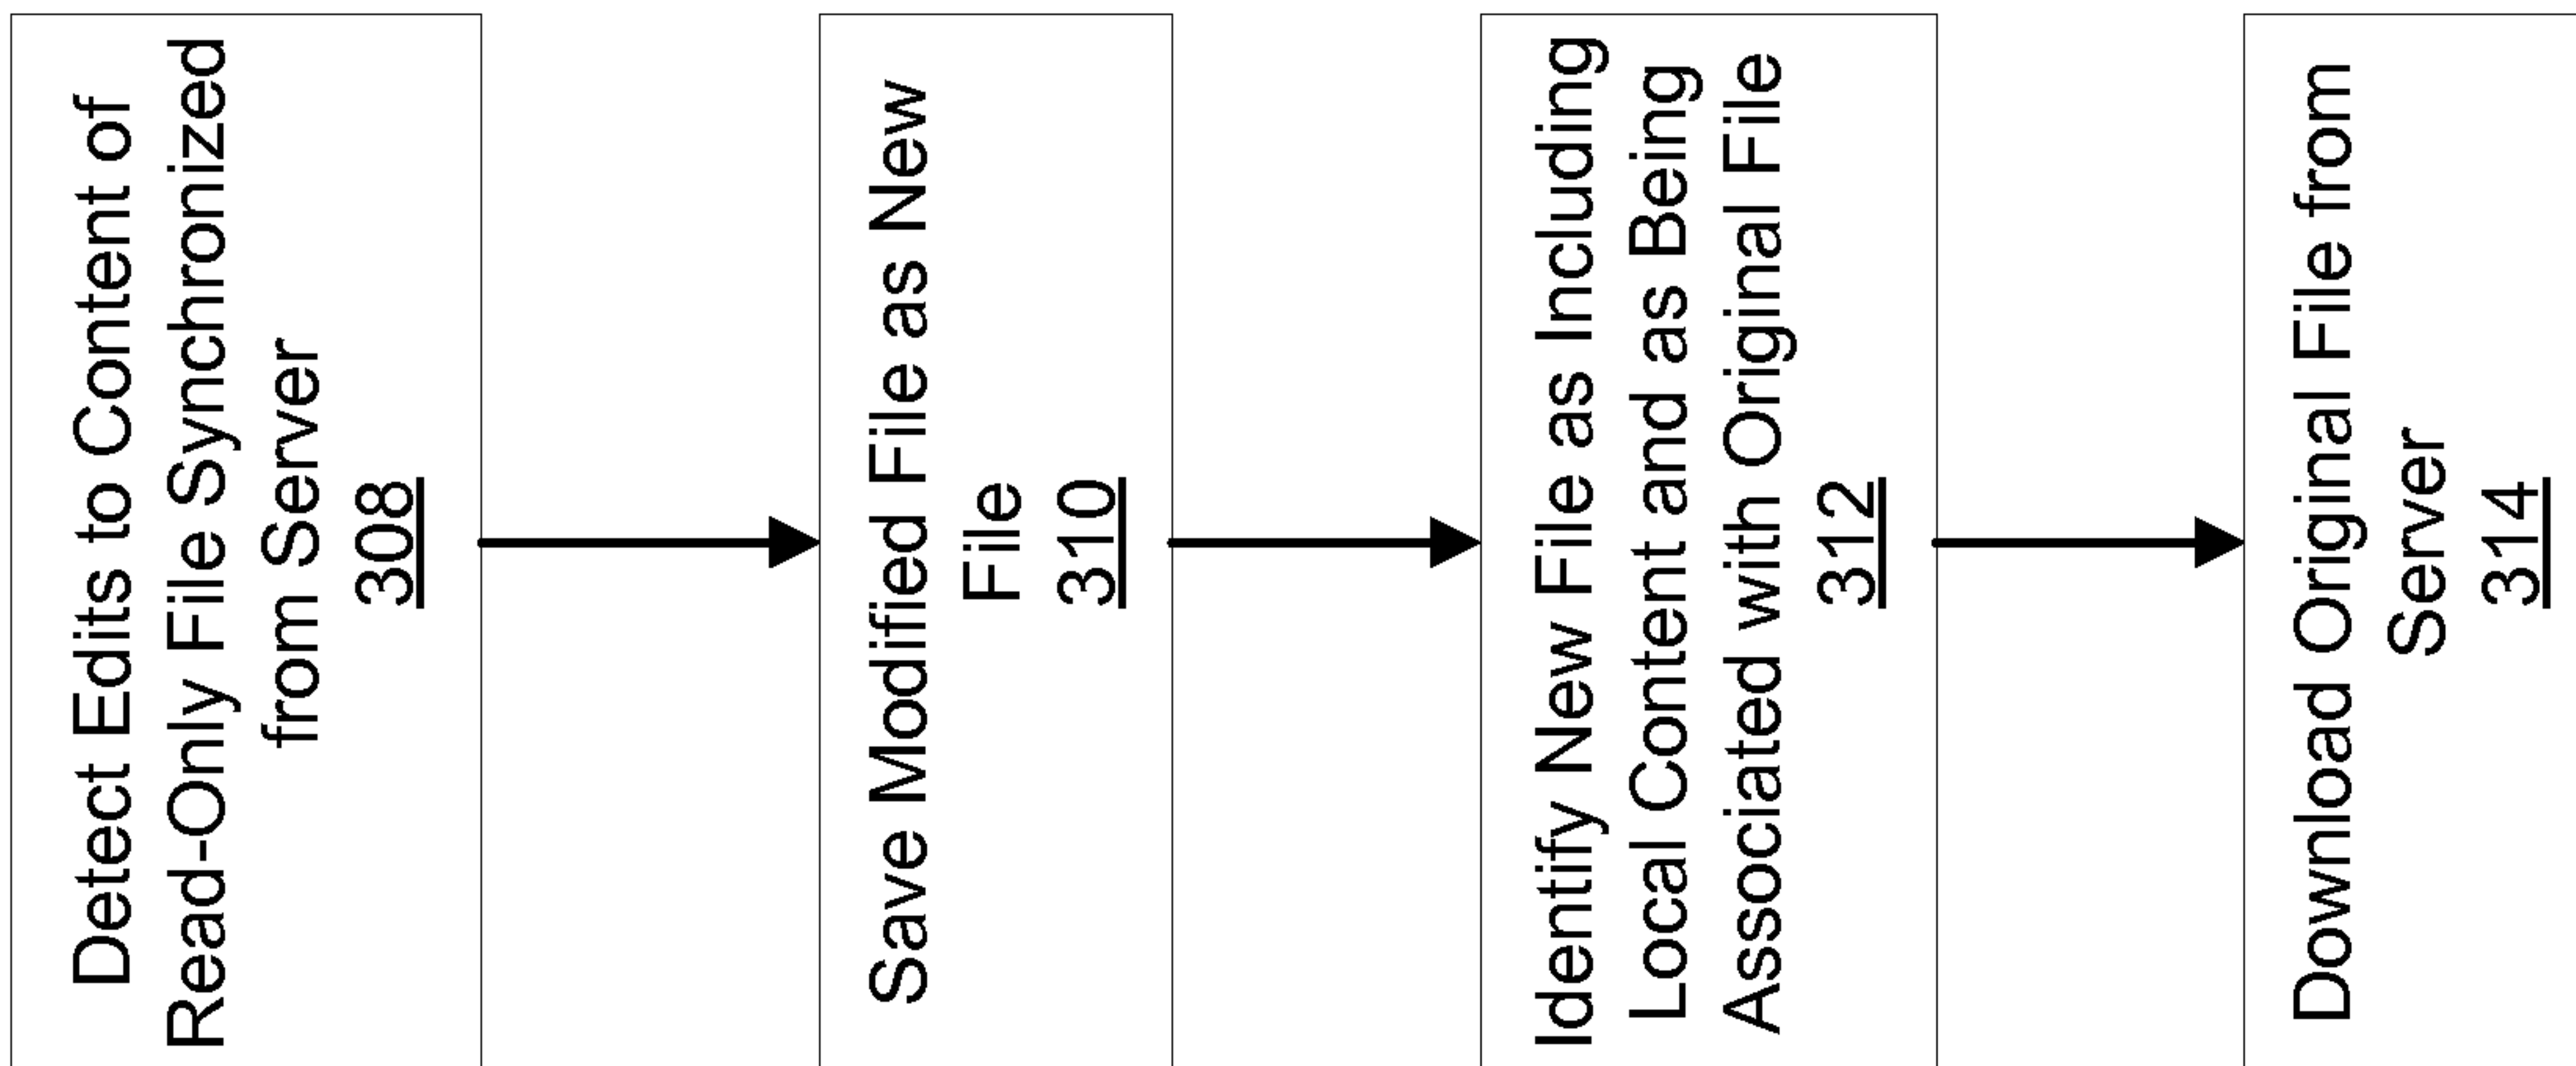 Detect Edits to Content of
Read-Only File Synchronized
from Server
308
Save Modified File as New
File
310
Identify New File as Including
Local Content and as Being
Associated with Original File
312
Download Original File from
Server
314